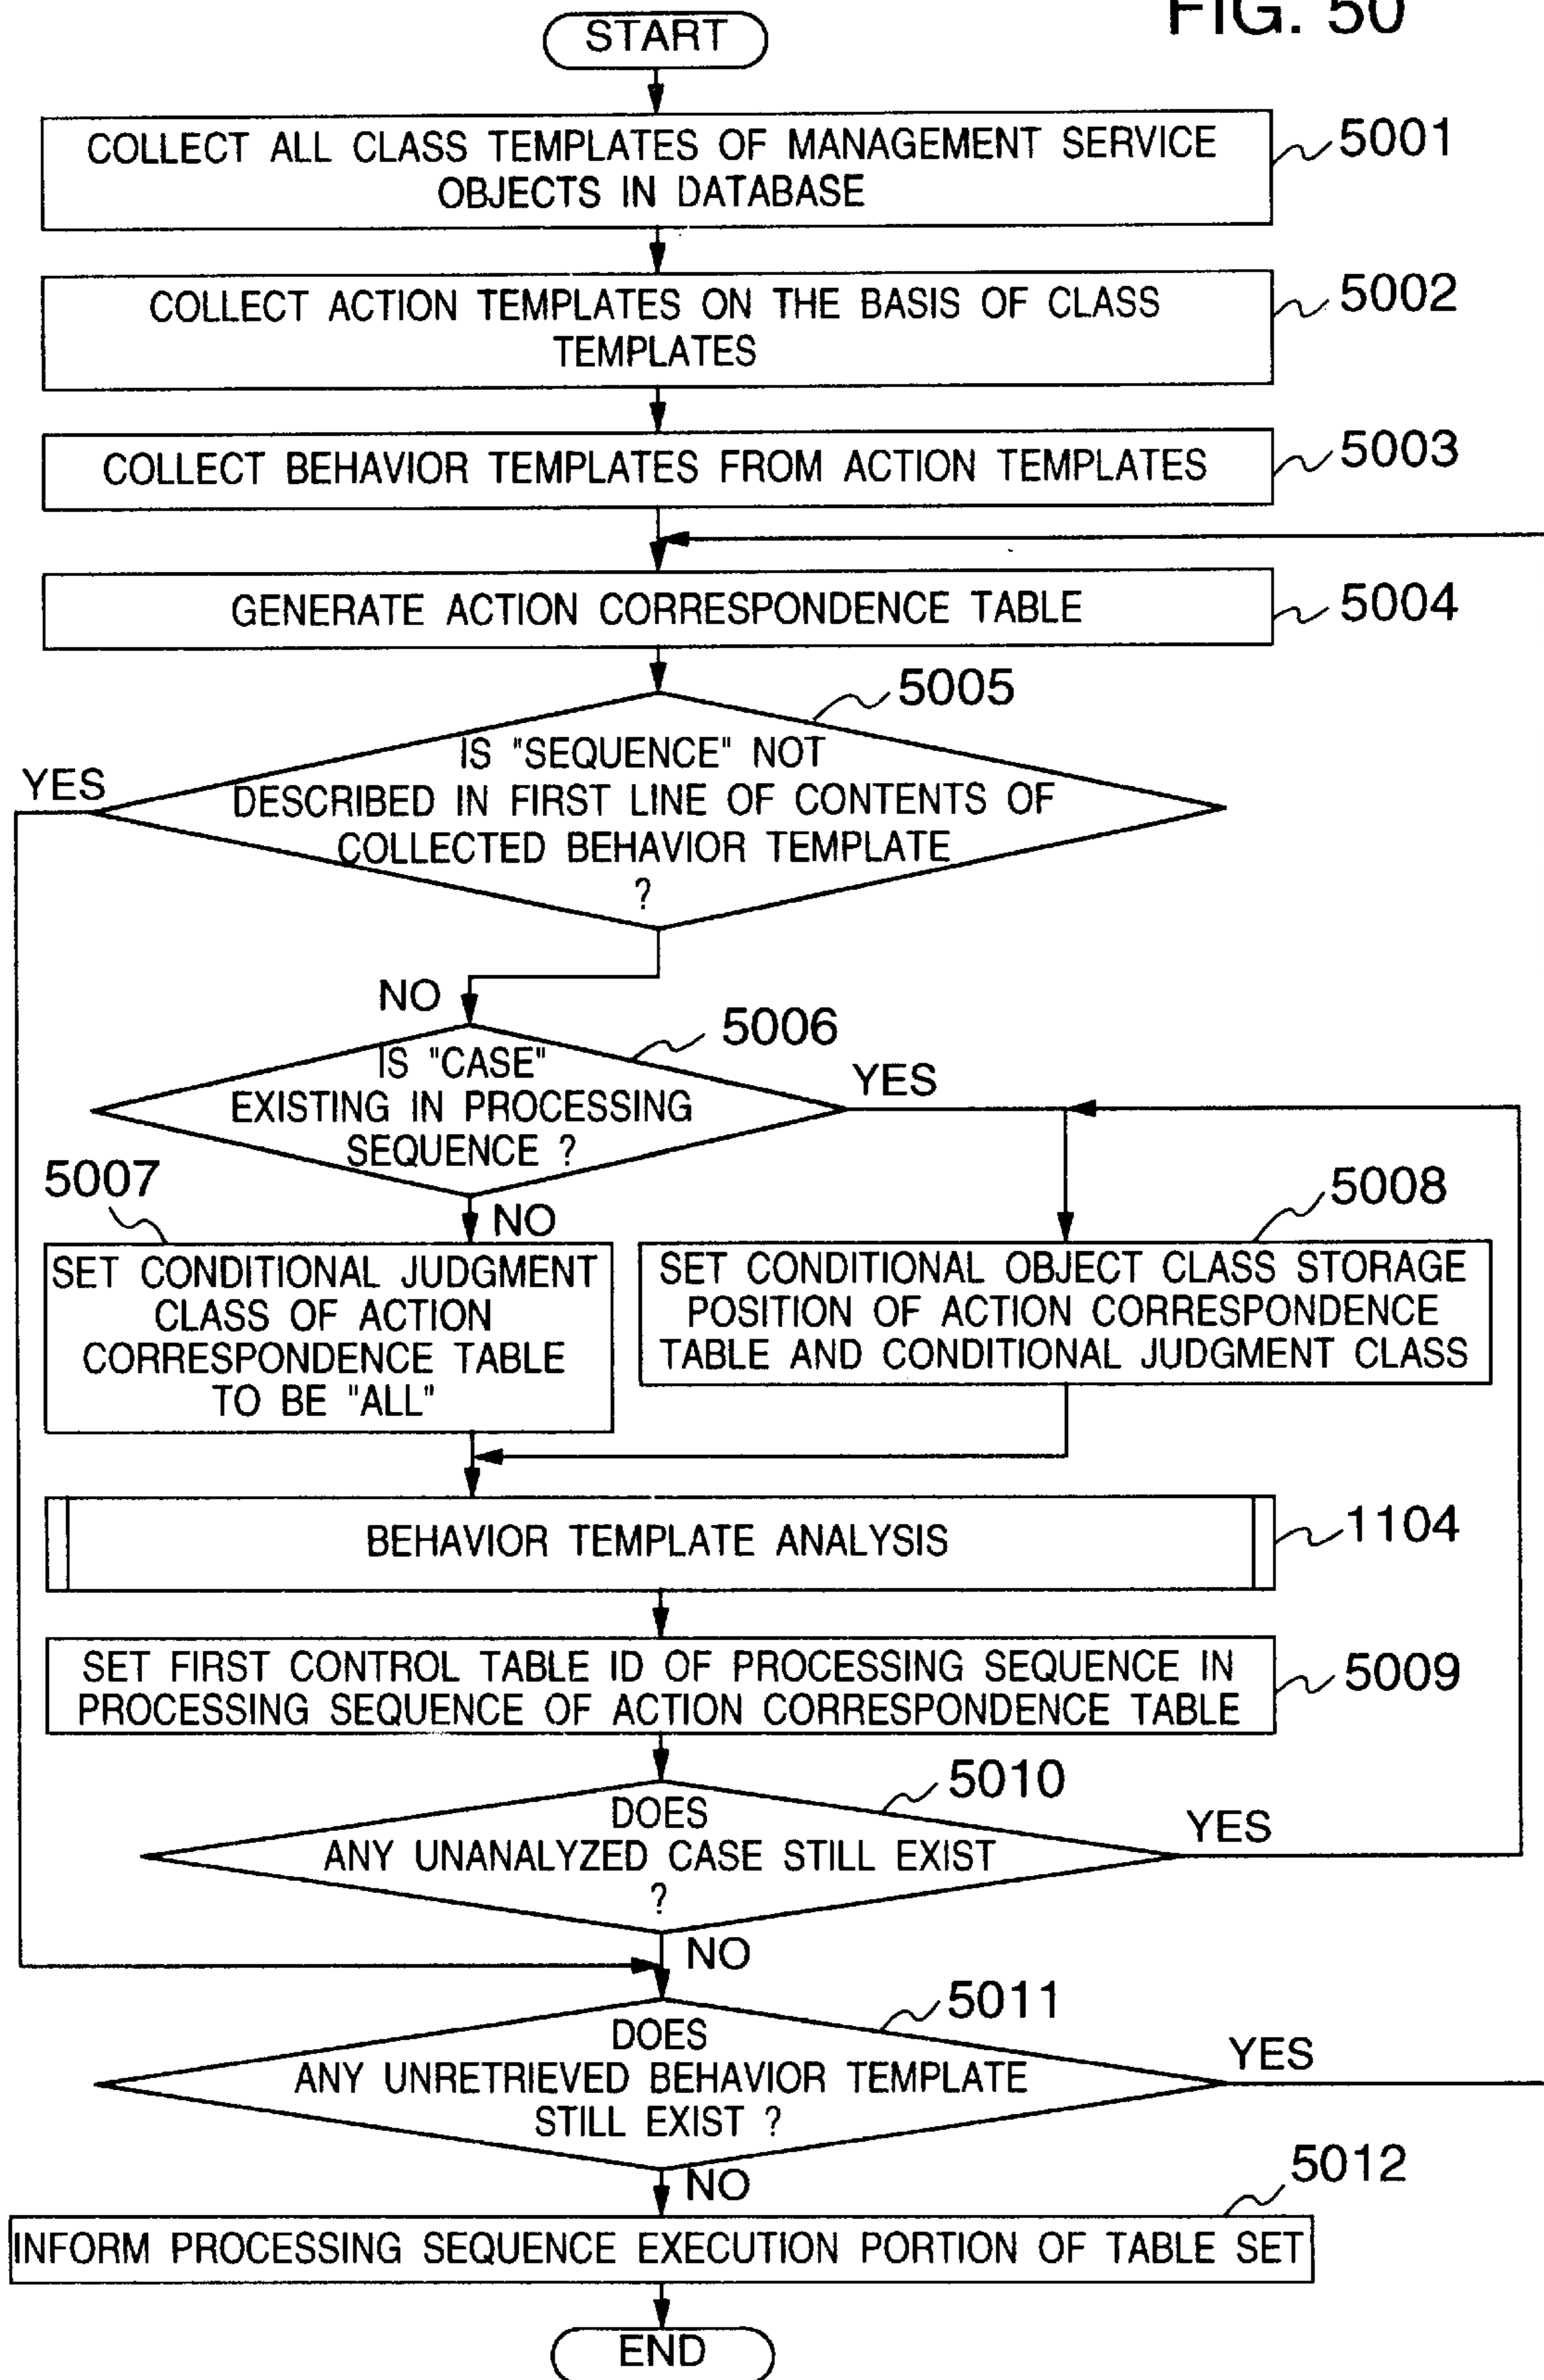 FIG. 50
START
COLLECT ALL CLASS TEMPLATES OF MANAGEMENT SERVICE
OBJECTS IN DATABASE
5001
COLLECT ACTION TEMPLATES ON THE BASIS OF CLASS
TEMPLATES
5002
COLLECT BEHAVIOR TEMPLATES FROM ACTION TEMPLATES
5003
GENERATE ACTION CORRESPONDENCE TABLE
5004
5005
IS "SEQUENCE" NOT
DESCRIBED IN FIRST LINE OF CONTENTS OF
COLLECTED BEHAVIOR TEMPLATE
?
YES
NO
5006
IS "CASE"
EXISTING IN PROCESSING
SEQUENCE ?
YES
NO
5007
SET CONDITIONAL JUDGMENT
CLASS OF ACTION
CORRESPONDENCE TABLE
TO BE "ALL"
5008
SET CONDITIONAL OBJECT CLASS STORAGE
POSITION OF ACTION CORRESPONDENCE
TABLE AND CONDITIONAL JUDGMENT CLASS
BEHAVIOR TEMPLATE ANALYSIS
1104
SET FIRST CONTROL TABLE ID OF PROCESSING SEQUENCE IN
PROCESSING SEQUENCE OF ACTION CORRESPONDENCE TABLE
5009
5010
DOES
ANY UNANALYZED CASE STILL EXIST
?
YES
NO
5011
DOES
ANY UNRETRIEVED BEHAVIOR TEMPLATE
STILL EXIST ?
YES
NO
5012
INFORM PROCESSING SEQUENCE EXECUTION PORTION OF TABLE SET
END